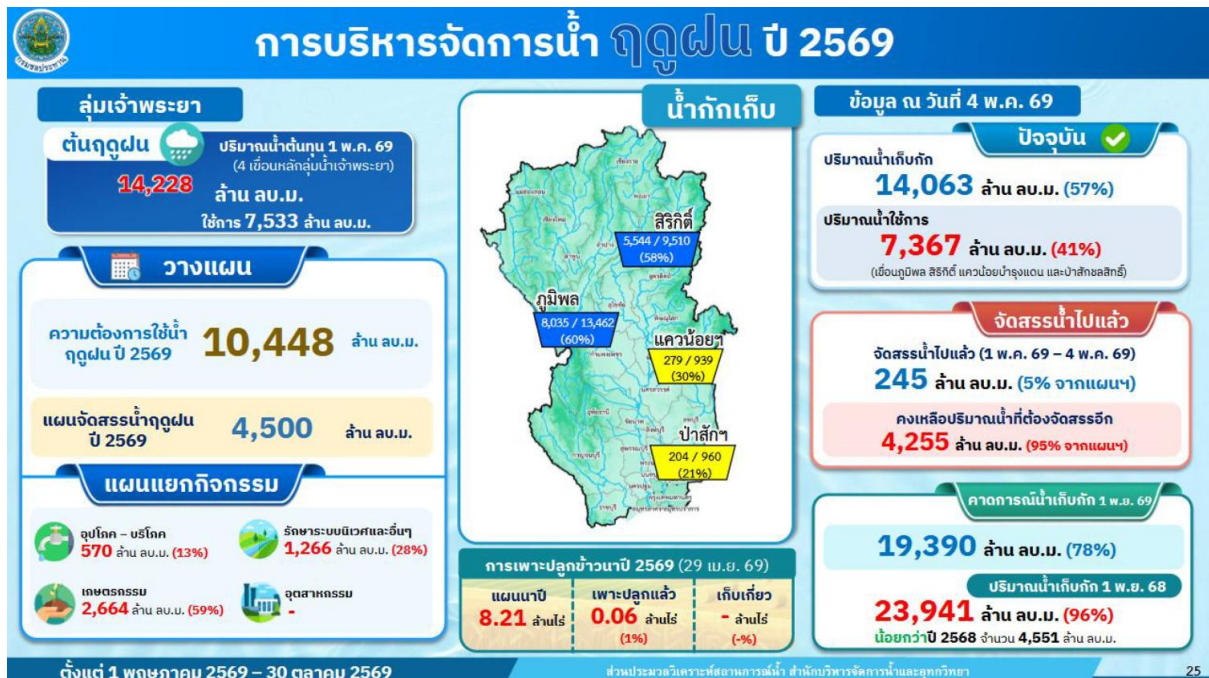 การบริหารจัดการน้ำ ฤดูฝน ปี 2569
กรมชลประทาน
ลุ่มเจ้าพระยา
ต้นฤดูฝน
14,228
ปริมาณน้ำต้นทุน 1 พ.ค. 69
(4 เขื่อนหลักลุ่มน้ำเจ้าพระยา)
ล้าน ลบ.ม.
ใช้การ 7,533 ล้าน ลบ.ม.
วางแผน
ความต้องการใช้น้ำ
ฤดูฝน ปี 2569
10,448 ล้าน ลบ.ม.
แผนจัดสรรน้ำฤดูฝน
ปี 2569
4,500 ล้าน ลบ.ม.
แผนแยกกิจกรรม
อุปโภค – บริโภค
570 ล้าน ลบ.ม. (13%)
รักษาระบบนิเวศและอื่นๆ
1,266 ล้าน ลบ.ม. (28%)
เกษตรกรรม
2,664 ล้าน ลบ.ม. (59%)
อุตสาหกรรม
-
น้ำกักเก็บ
สิริกิติ์
5,544 / 9,510
(58%)
ภูมิพล
8,035 / 13,462
(60%)
แควน้อยฯ
279 / 939
(30%)
ป่าสักฯ
204 / 960
(21%)
การเพาะปลูกข้าวนาปี 2569 (29 เม.ย. 69)
แผนนาปี
8.21 ล้านไร่
เพาะปลูกแล้ว
0.06 ล้านไร่
(1%)
เก็บเกี่ยว
- ล้านไร่
(-%)
ข้อมูล ณ วันที่ 4 พ.ค. 69
ปัจจุบัน
ปริมาณน้ำเก็บกัก
14,063 ล้าน ลบ.ม. (57%)
ปริมาณน้ำใช้การ
7,367 ล้าน ลบ.ม. (41%)
(เขื่อนภูมิพล สิริกิติ์ แควน้อยบำรุงแดน และป่าสักชลสิทธิ์)
จัดสรรน้ำไปแล้ว
จัดสรรน้ำไปแล้ว (1 พ.ค. 69 – 4 พ.ค. 69)
245 ล้าน ลบ.ม. (5% จากแผนฯ)
คงเหลือปริมาณน้ำที่ต้องจัดสรรอีก
4,255 ล้าน ลบ.ม. (95% จากแผนฯ)
คาดการณ์น้ำเก็บกัก 1 พ.ย. 69
19,390 ล้าน ลบ.ม. (78%)
ปริมาณน้ำเก็บกัก 1 พ.ย. 68
23,941 ล้าน ลบ.ม. (96%)
น้อยกว่าปี 2568 จำนวน 4,551 ล้าน ลบ.ม.
ตั้งแต่ 1 พฤษภาคม 2569 – 30 ตุลาคม 2569
ส่วนประมวลวิเคราะห์สถานการณ์น้ำ สำนักบริหารจัดการน้ำและอุทกวิทยา
25